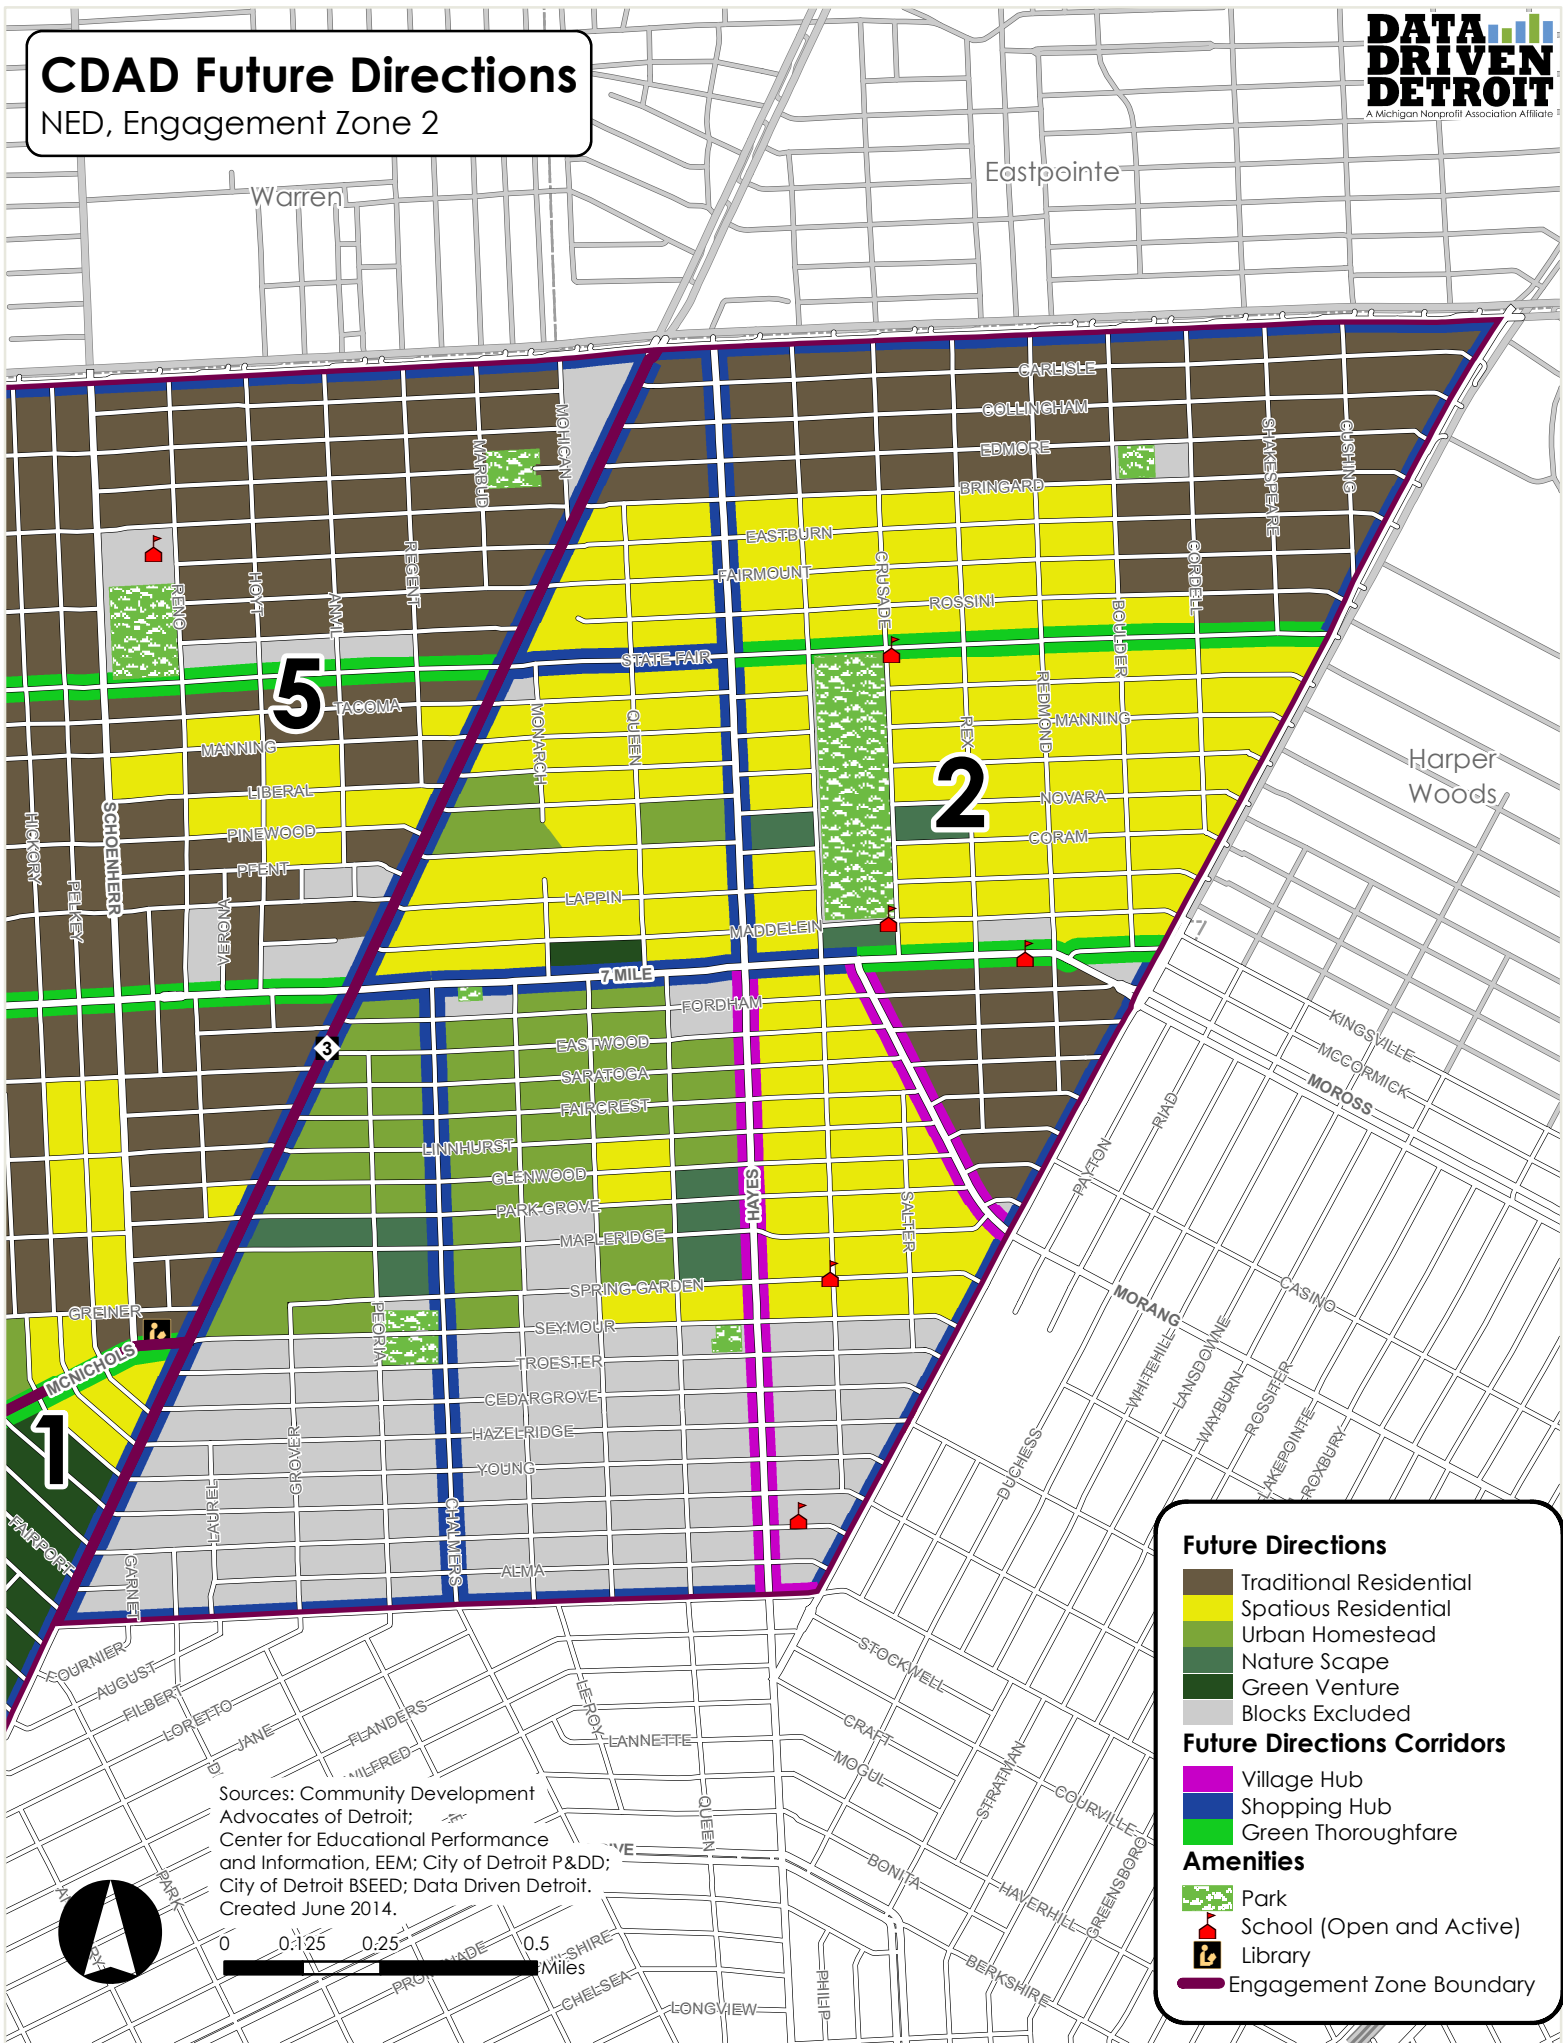 CDAD Future Directions
NED, Engagement Zone 2
DATA
DRIVEN
DETROIT
A Michigan Nonprofit Association Affiliate
Warren
Eastpointe
CARLISLE
COLLINGHAM
EDMORE
BRINGARD
MOHICAN
MARBUD
SHAKESPEARE
CUSHING
EASTBURN
FAIRMOUNT
ROSSINI
CRUSADE
CORDELL
BOULDER
RENO
HOYT
ANVIL
REGENT
STATE FAIR
5
TACOMA
MANNING
LIBERAL
PINEWOOD
PFENT
MONARCH
QUEEN
REX
REDMOND
MANNING
2
NOVARA
CORAM
Harper
Woods
HICKORY
PELKEY
SCHOENHERR
VERONA
LAPPIN
MADDELEIN
7 MILE
FORDHAM
3
EASTWOOD
SARATOGA
FAIRCREST
LINNHURST
GLENWOOD
PARK GROVE
MAPLERIDGE
SPRING GARDEN
HAYES
SALTER
KINGSVILLE
MCCORMICK
MOROSS
RIAD
PAYTON
CASINO
MORANG
GREINER
MCNICHOLS
PEORIA
SEYMOUR
TROESTER
CEDARGROVE
HAZELRIDGE
YOUNG
1
GROVER
LAUREL
CHALMERS
ALMA
GARNET
FAIRPORT
WHITEHILL
LANSDOWNE
WAYBURN
ROSSITER
LAKEPOINTE
ROXBURY
DUCHESS
FOURNIER
AUGUST
FILBERT
LORETTO
JANE
FLANDERS
WILFRED
LE ROY
LANNETTE
QUEEN
STOCKWELL
CRAFT
MOGUL
STRATMAN
COURVILLE
BONITA
HAVERHILL
GREENSBORO
BERKSHIRE
PHILIP
LONGVIEW
CHELSEA
PARK
Future Directions
Traditional Residential
Spatious Residential
Urban Homestead
Nature Scape
Green Venture
Blocks Excluded
Future Directions Corridors
Village Hub
Shopping Hub
Green Thoroughfare
Amenities
Park
School (Open and Active)
Library
Engagement Zone Boundary
Sources: Community Development
Advocates of Detroit;
Center for Educational Performance
and Information, EEM; City of Detroit P&DD;
City of Detroit BSEED; Data Driven Detroit.
Created June 2014.
0 0.125 0.25 0.5
Miles